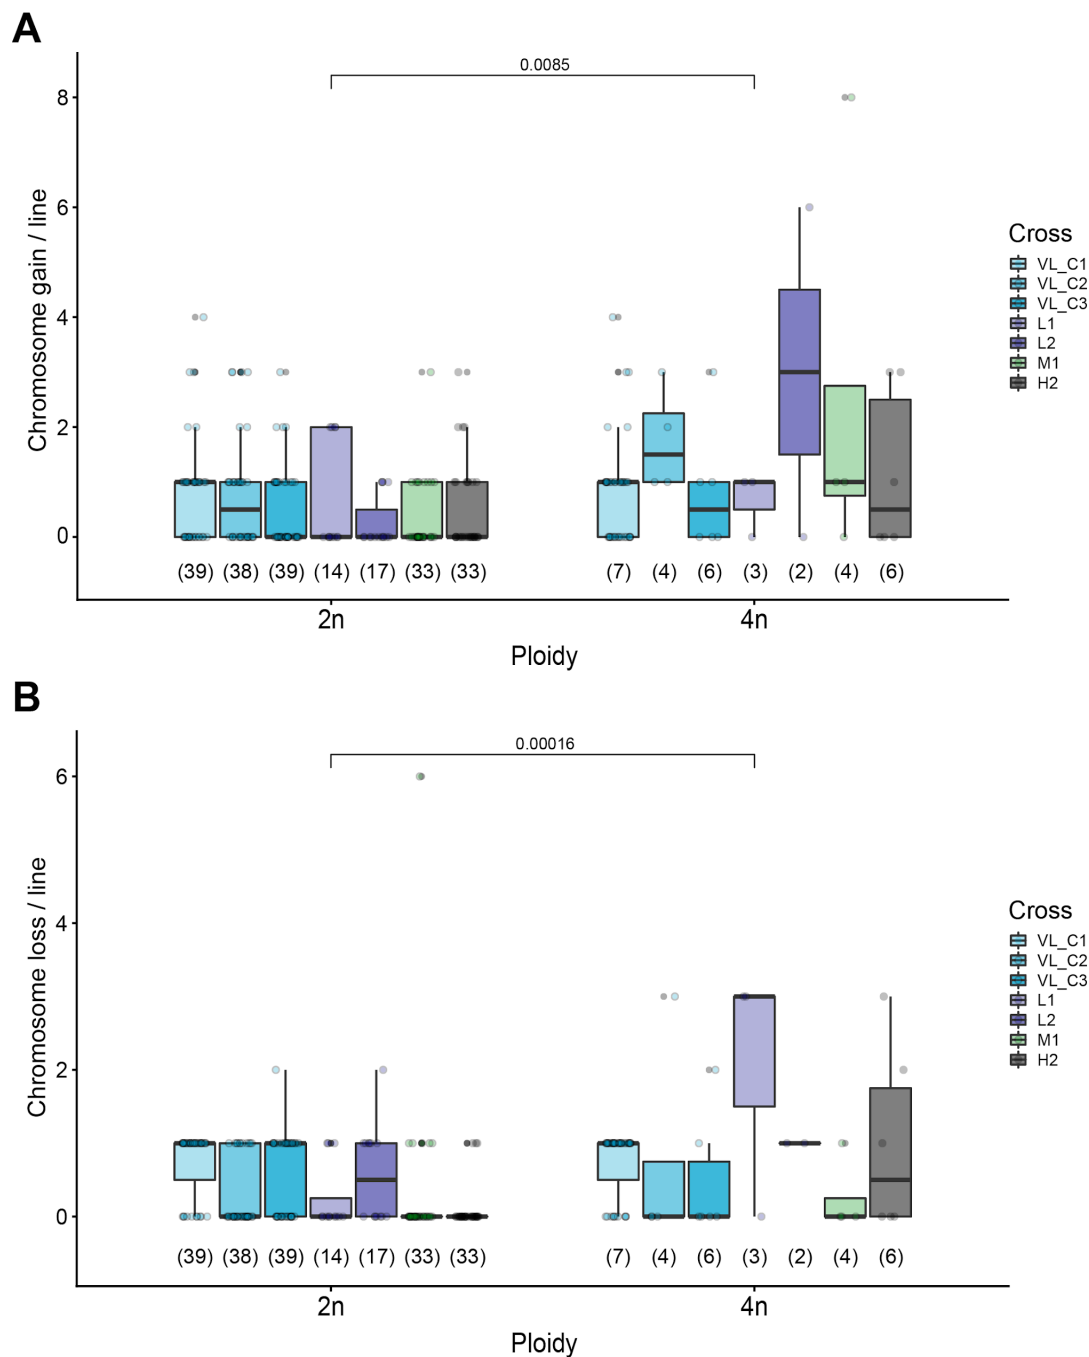 A
0.0085
8
6
4
2
0
Chromosome gain / line
(39) (38) (39) (14) (17) (33) (33)
(7) (4) (6) (3) (2) (4) (6)
2n
4n
Ploidy
Cross
VL_C1
VL_C2
VL_C3
L1
L2
M1
H2
B
0.00016
6
4
2
0
Chromosome loss / line
(39) (38) (39) (14) (17) (33) (33)
(7) (4) (6) (3) (2) (4) (6)
2n
4n
Ploidy
Cross
VL_C1
VL_C2
VL_C3
L1
L2
M1
H2